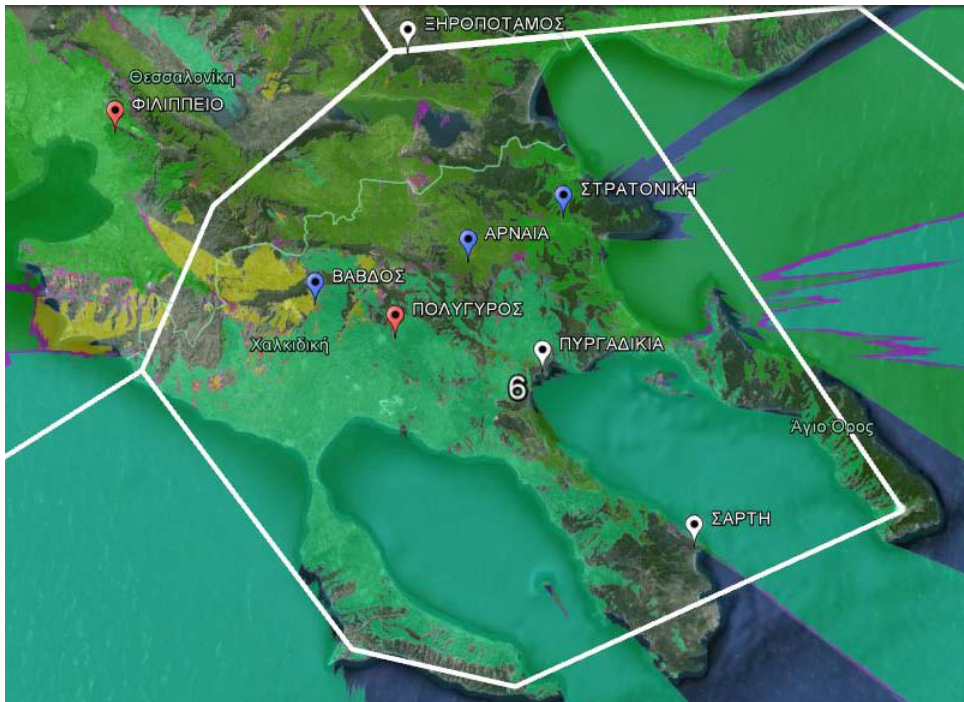 ΞΗΡΟΠΟΤΑΜΟΣ
Θεσσαλονίκη
ΦΙΛΙΠΠΕΙΟ
ΣΤΡΑΤΟΝΙΚΗ
ΑΡΝΑΙΑ
ΒΑΒΔΟΣ
ΠΟΛΥΓΥΡΟΣ
Χαλκιδική
ΠΥΡΓΑΔΙΚΙΑ
6
Άγιο Όρος
ΣΑΡΤΗ